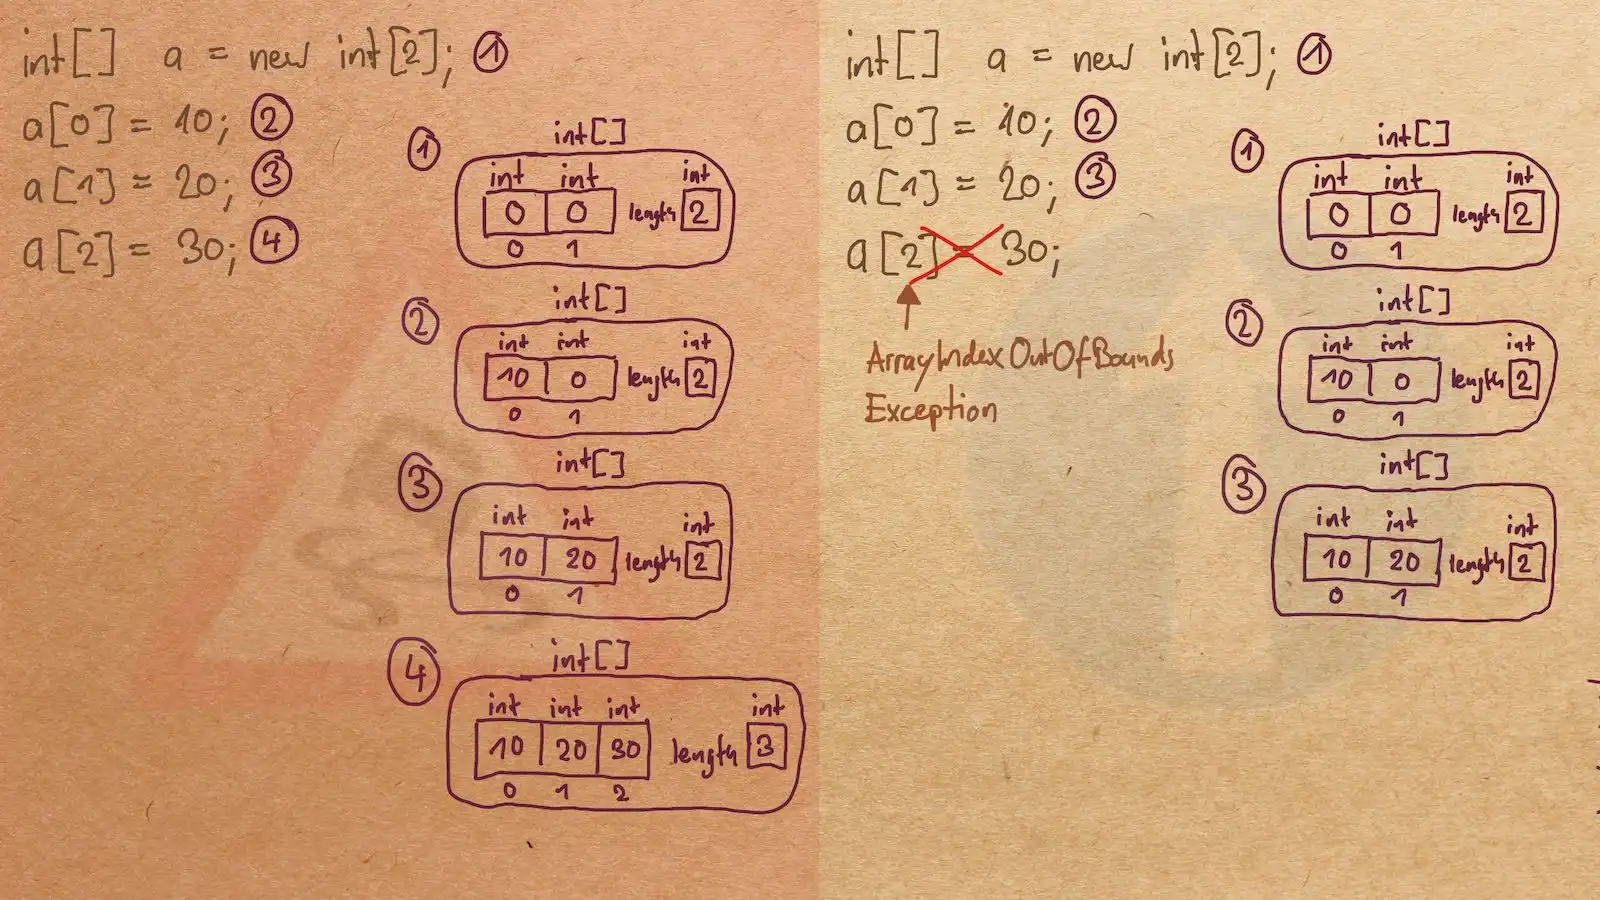 int[] a = new int[2]; ①
a[0] = 10; ②
a[1] = 20; ③
a[2] = 30; ④
① int[]
int int int
0 0 length 2
0 1
② int[]
int int int
10 0 length 2
0 1
③ int[]
int int int
10 20 length 2
0 1
④ int[]
int int int int
10 20 30 length 3
0 1 2
int[] a = new int[2]; ①
a[0] = 10; ②
a[1] = 20; ③
a[2] = 30;
ArrayIndexOutOfBounds
Exception
① int[]
int int int
0 0 length 2
0 1
② int[]
int int int
10 0 length 2
0 1
③ int[]
int int int
10 20 length 2
0 1